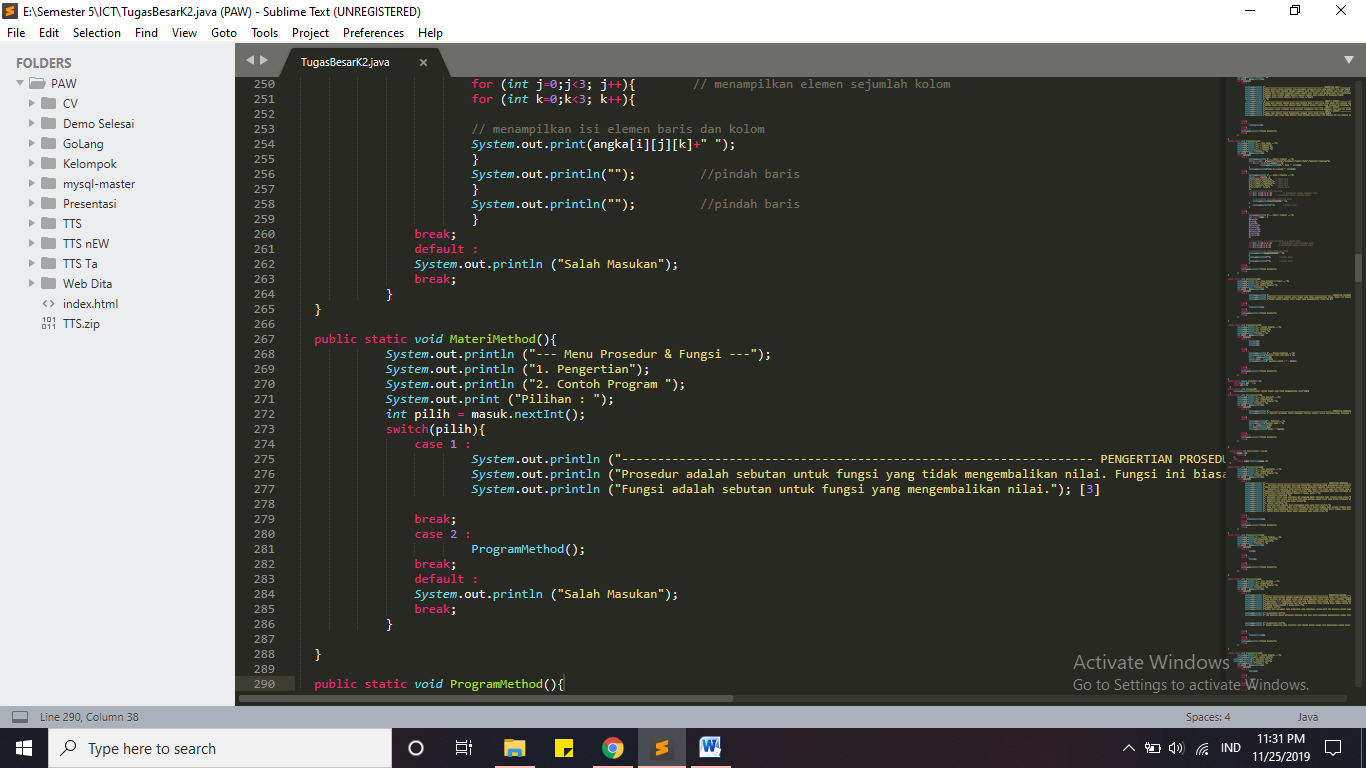 E:\Semester 5\ICT\TugasBesarK2.java (PAW) - Sublime Text (UNREGISTERED)
File Edit Selection Find View Goto Tools Project Preferences Help
FOLDERS
PAW
CV
Demo Selesai
GoLang
Kelompok
mysql-master
Presentasi
TTS
TTS nEW
TTS Ta
Web Dita
index.html
TTS.zip
TugasBesarK2.java
250 for (int j=0;j<3; j++){ // menampilkan elemen sejumlah kolom
251 for (int k=0;k<3; k++){
252
253 // menampilkan isi elemen baris dan kolom
254 System.out.print(angka[i][j][k]+" ");
255 }
256 System.out.println(""); //pindah baris
257 }
258 System.out.println(""); //pindah baris
259 }
260 break;
261 default :
262 System.out.println ("Salah Masukan");
263 break;
264 }
265 }
266
267 public static void MateriMethod(){
268 System.out.println ("--- Menu Prosedur & Fungsi ---");
269 System.out.println ("1. Pengertian");
270 System.out.println ("2. Contoh Program ");
271 System.out.print ("Pilihan : ");
272 int pilih = masuk.nextInt();
273 switch(pilih){
274 case 1 :
275 System.out.println ("------------------------------------------------------------------ PENGERTIAN PROSEDU
276 System.out.println ("Prosedur adalah sebutan untuk fungsi yang tidak mengembalikan nilai. Fungsi ini biasa
277 System.out.println ("Fungsi adalah sebutan untuk fungsi yang mengembalikan nilai."); [3]
278
279 break;
280 case 2 :
281 ProgramMethod();
282 break;
283 default :
284 System.out.println ("Salah Masukan");
285 break;
286 }
287
288 }
289
290 public static void ProgramMethod(){
Activate Windows
Go to Settings to activate Windows.
Line 290, Column 38
Spaces: 4
Java
Type here to search
IND
11:31 PM
11/25/2019